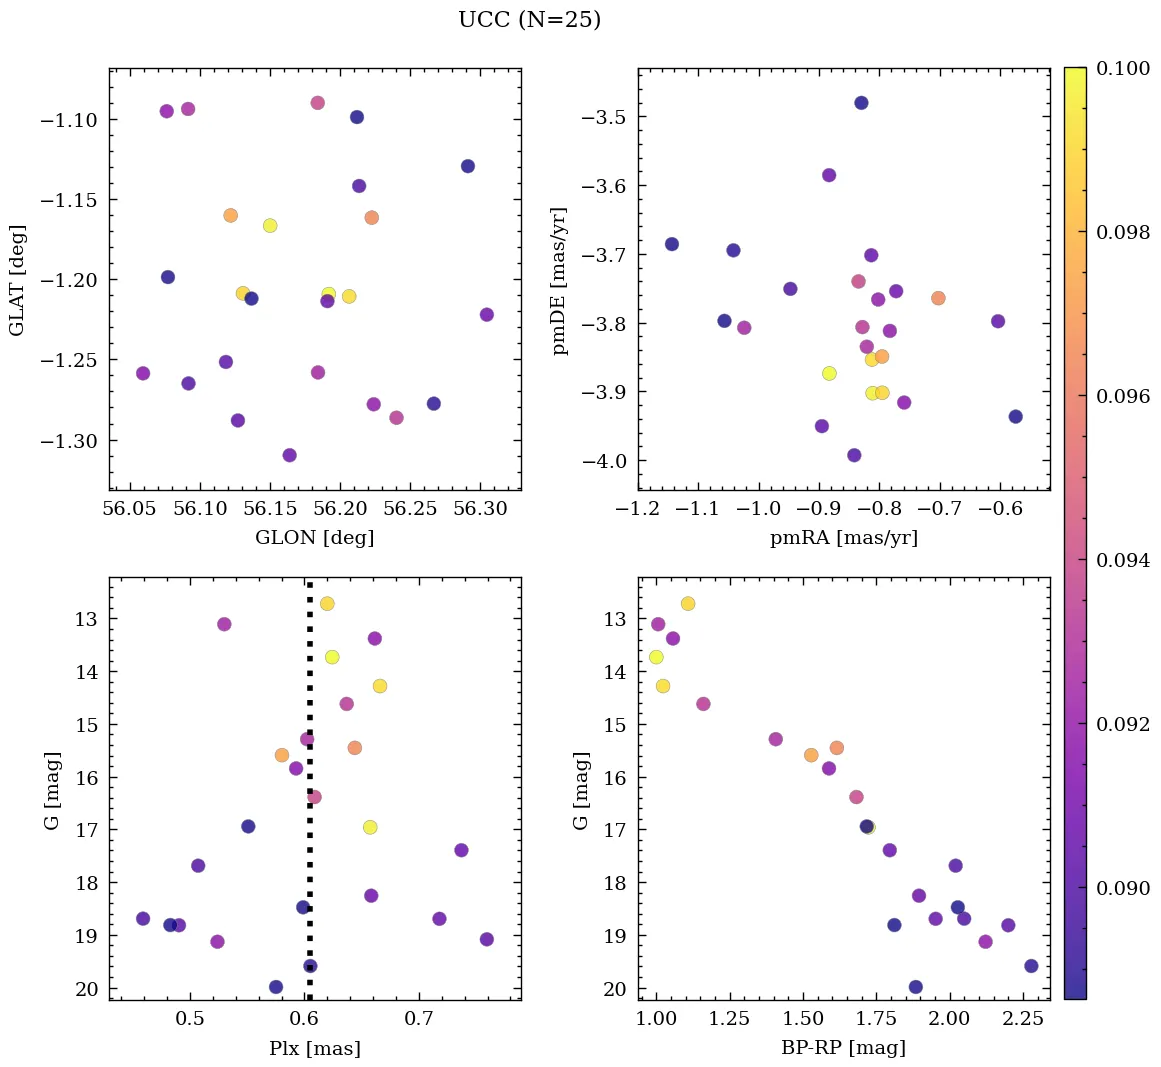 UCC (N=25)
−1.10
−1.15
−1.20
−1.25
−1.30
GLAT [deg]
56.05 56.10 56.15 56.20 56.25 56.30
GLON [deg]
−3.5
−3.6
−3.7
−3.8
−3.9
−4.0
pmDE [mas/yr]
−1.2 −1.1 −1.0 −0.9 −0.8 −0.7 −0.6
pmRA [mas/yr]
0.100
0.098
0.096
0.094
0.092
0.090
13
14
15
16
17
18
19
20
G [mag]
0.5 0.6 0.7
Plx [mas]
13
14
15
16
17
18
19
20
G [mag]
1.00 1.25 1.50 1.75 2.00 2.25
BP-RP [mag]